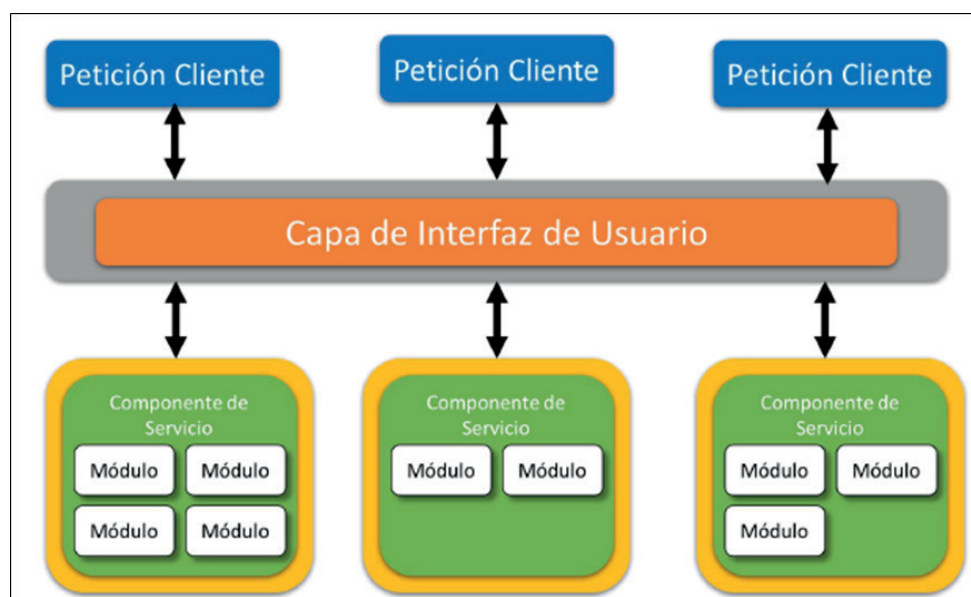 Petición Cliente
Petición Cliente
Petición Cliente
Capa de Interfaz de Usuario
Componente de
Servicio
Módulo
Módulo
Módulo
Módulo
Componente de
Servicio
Módulo
Módulo
Componente de
Servicio
Módulo
Módulo
Módulo